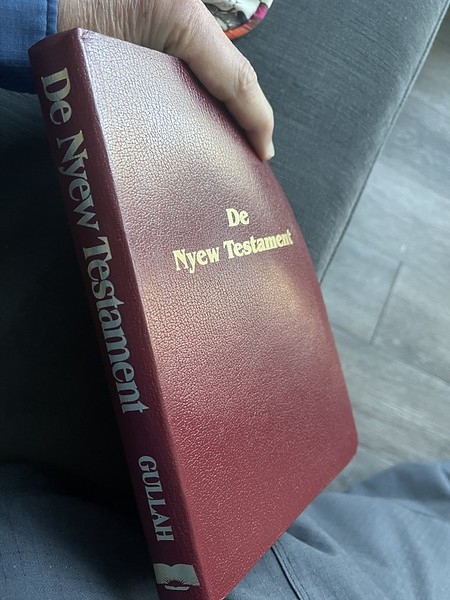 De
Nyew Testament
De Nyew Testament
GULLAH